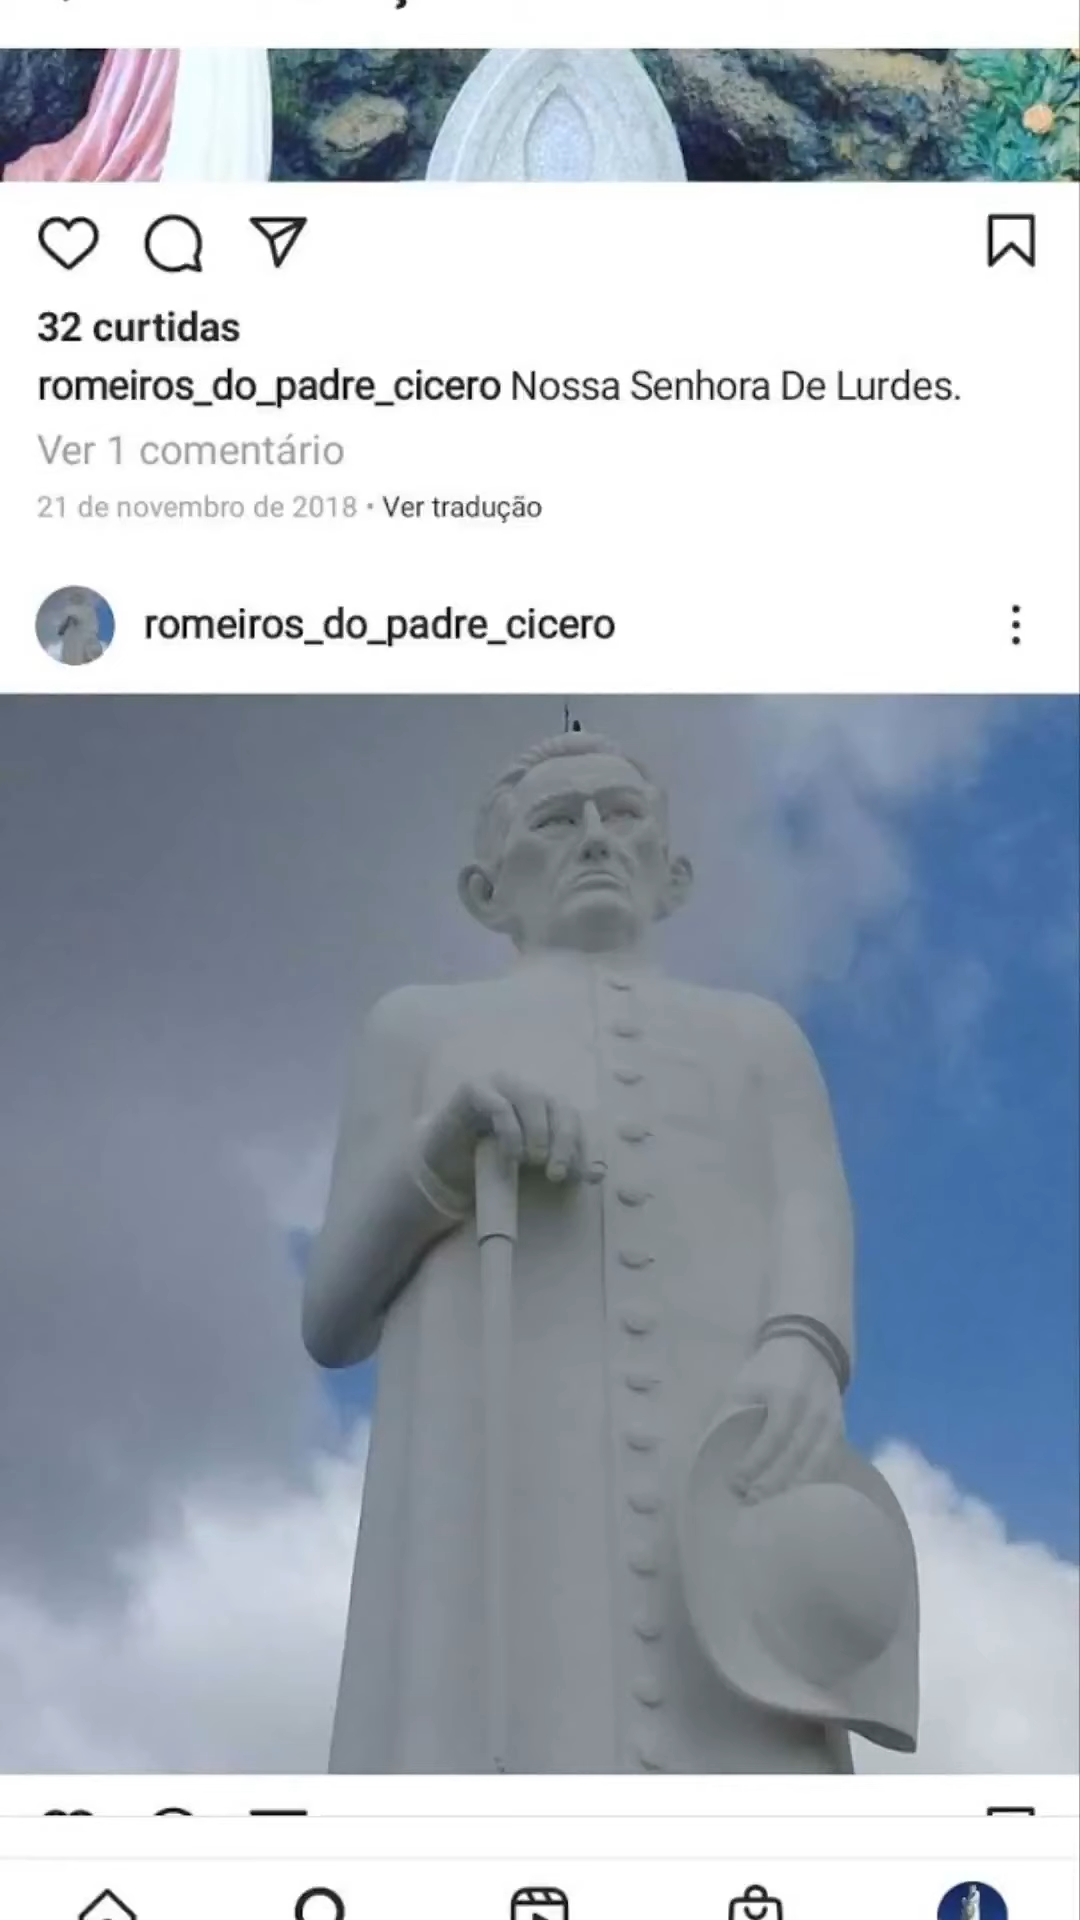 32 curtidas
romeiros_do_padre_cicero Nossa Senhora De Lurdes.
Ver 1 comentário
21 de novembro de 2018 • Ver tradução
romeiros_do_padre_cicero